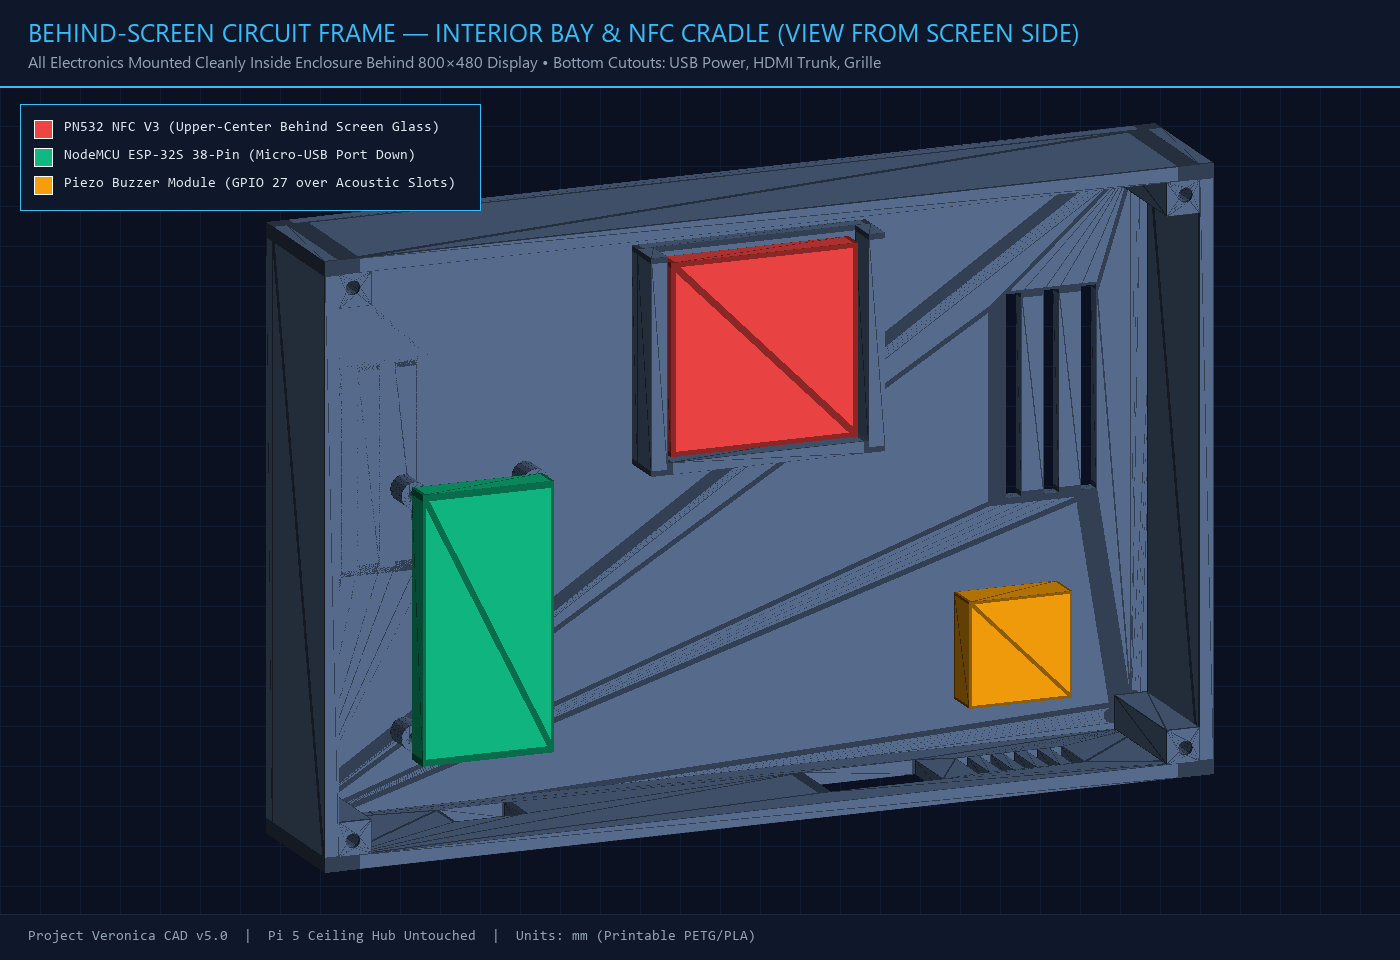 BEHIND-SCREEN CIRCUIT FRAME — INTERIOR BAY & NFC CRADLE (VIEW FROM SCREEN SIDE)
All Electronics Mounted Cleanly Inside Enclosure Behind 800×480 Display • Bottom Cutouts: USB Power, HDMI Trunk, Grille
PN532 NFC V3 (Upper-Center Behind Screen Glass)
NodeMCU ESP-32S 38-Pin (Micro-USB Port Down)
Piezo Buzzer Module (GPIO 27 over Acoustic Slots)
Project Veronica CAD v5.0 | Pi 5 Ceiling Hub Untouched | Units: mm (Printable PETG/PLA)